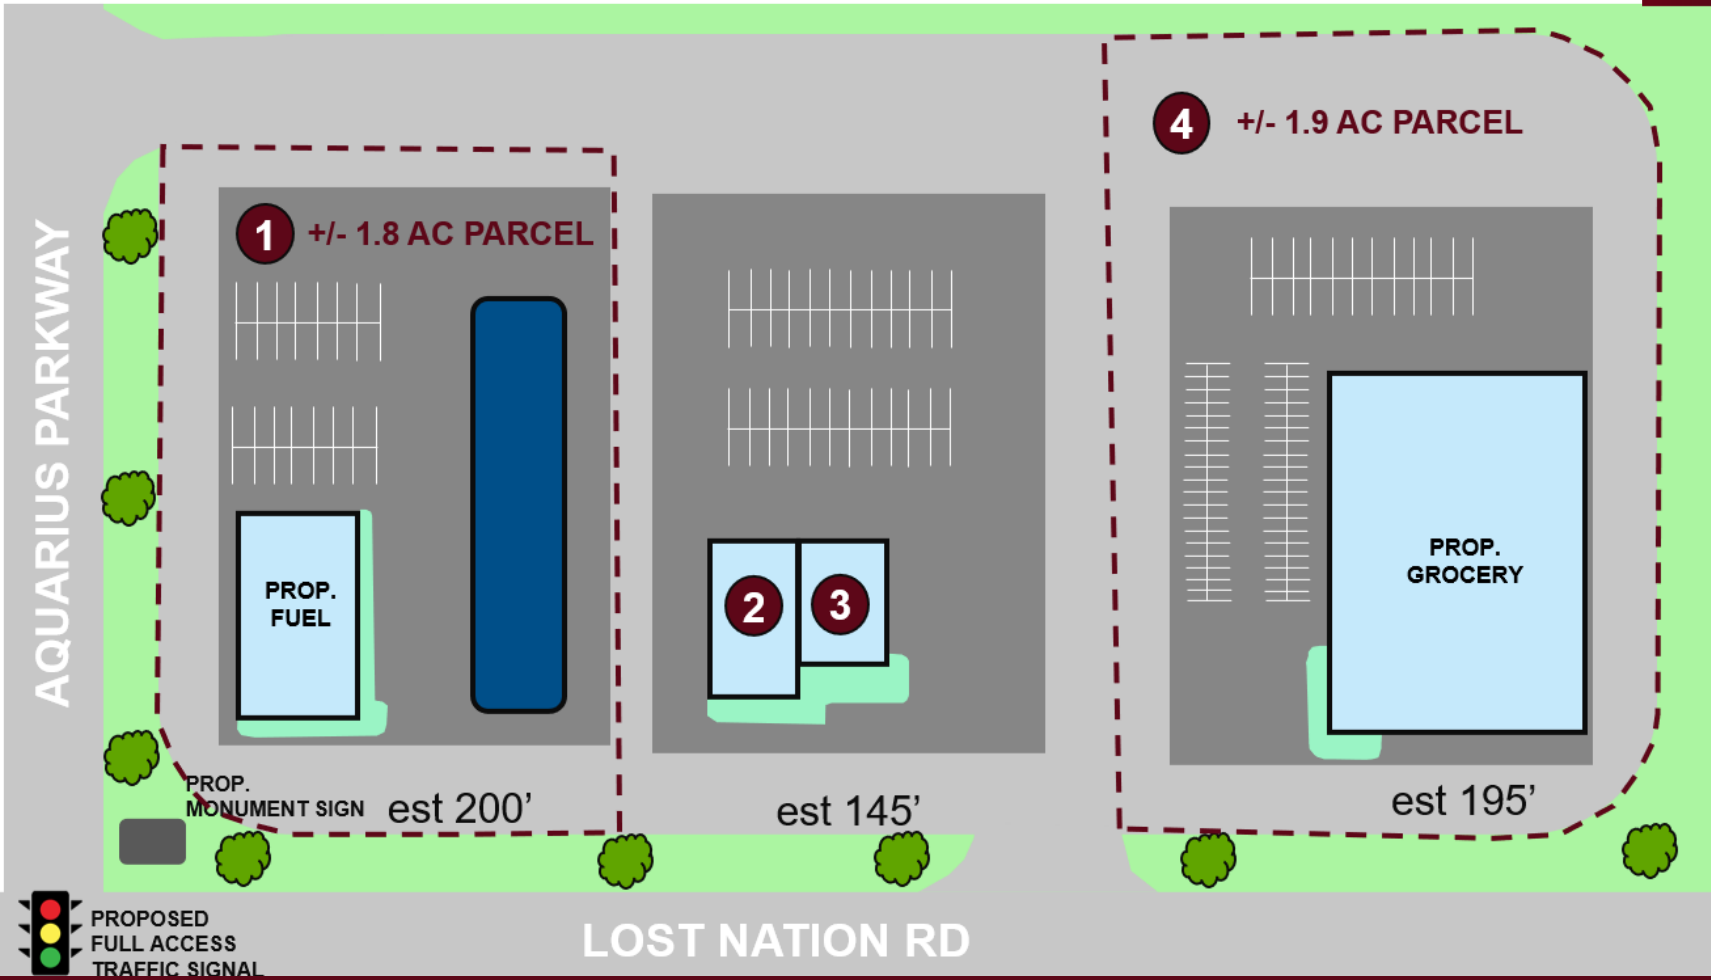 4 +/- 1.9 AC PARCEL
1 +/- 1.8 AC PARCEL
AQUARIUS PARKWAY
PROP.
FUEL
2
3
PROP.
GROCERY
PROP.
MONUMENT SIGN
est 200’
est 145’
est 195’
PROPOSED
FULL ACCESS
TRAFFIC SIGNAL
LOST NATION RD